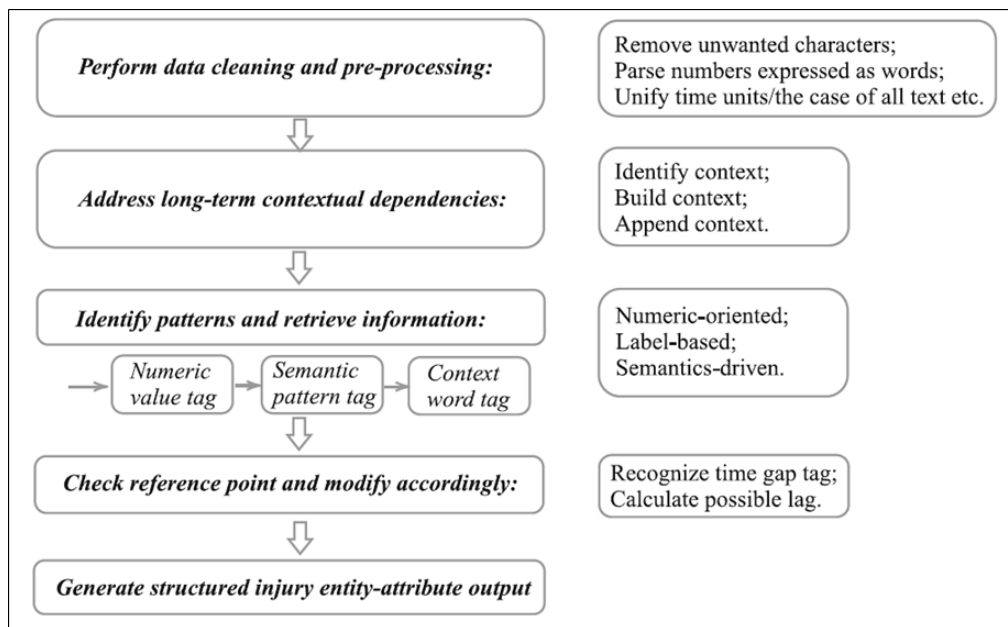 Perform data cleaning and pre-processing:
Remove unwanted characters;
Parse numbers expressed as words;
Unify time units/the case of all text etc.
Address long-term contextual dependencies:
Identify context;
Build context;
Append context.
Identify patterns and retrieve information:
Numeric-oriented;
Label-based;
Semantics-driven.
Numeric
value tag
Semantic
pattern tag
Context
word tag
Check reference point and modify accordingly:
Recognize time gap tag;
Calculate possible lag.
Generate structured injury entity-attribute output